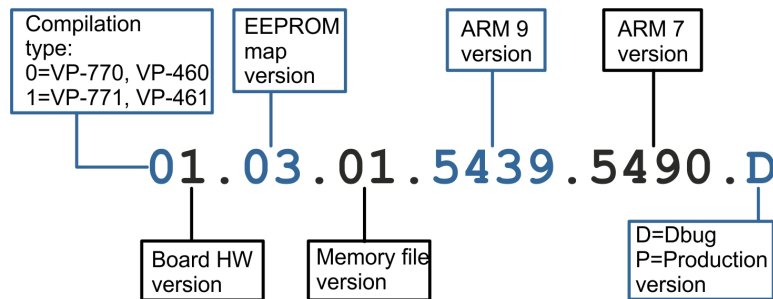 Compilation
type:
0=VP-770, VP-460
1=VP-771, VP-461
EEPROM
map
version
ARM 9
version
ARM 7
version
01.03.01.5439.5490.D
Board HW
version
Memory file
version
D=Dbug
P=Production
version